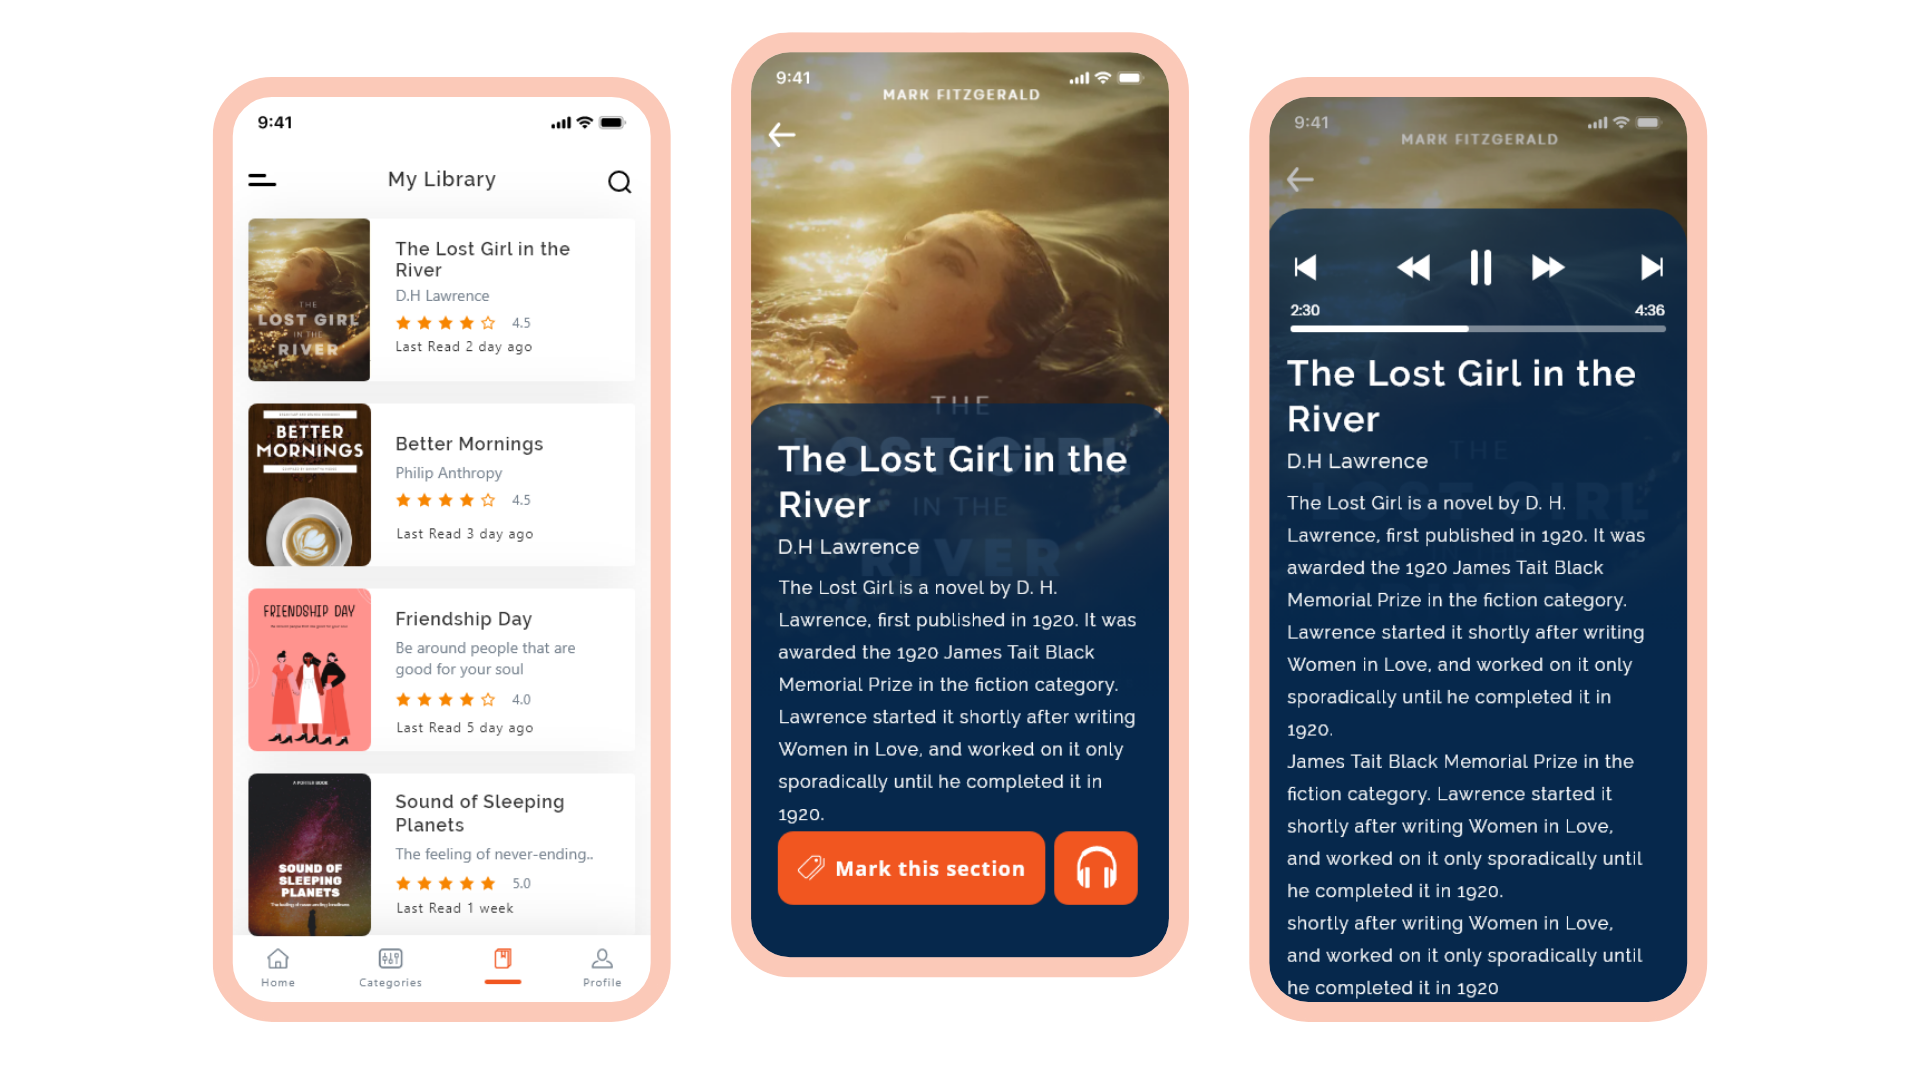 9:41
My Library
THE
LOST GIRL
IN THE
RIVER
The Lost Girl in the
River
D.H Lawrence
4.5
Last Read 2 day ago
BETTER
MORNINGS
Better Mornings
Philip Anthropy
4.5
Last Read 3 day ago
FRIENDSHIP DAY
Friendship Day
Be around people that are
good for your soul
4.0
Last Read 5 day ago
SOUND OF
SLEEPING
PLANETS
Sound of Sleeping
Planets
The feeling of never-ending..
5.0
Last Read 1 week
Home
Categories
Profile
9:41
MARK FITZGERALD
THE
LOST GIRL
IN THE
RIVER
The Lost Girl in the
River
D.H Lawrence
The Lost Girl is a novel by D. H.
Lawrence, first published in 1920. It was
awarded the 1920 James Tait Black
Memorial Prize in the fiction category.
Lawrence started it shortly after writing
Women in Love, and worked on it only
sporadically until he completed it in
1920.
Mark this section
9:41
MARK FITZGERALD
2:30
4:36
The Lost Girl in the
River
THE
D.H Lawrence
The Lost Girl is a novel by D. H.
Lawrence, first published in 1920. It was
awarded the 1920 James Tait Black
Memorial Prize in the fiction category.
Lawrence started it shortly after writing
Women in Love, and worked on it only
sporadically until he completed it in
1920.
James Tait Black Memorial Prize in the
fiction category. Lawrence started it
shortly after writing Women in Love,
and worked on it only sporadically until
he completed it in 1920.
shortly after writing Women in Love,
and worked on it only sporadically until
he completed it in 1920